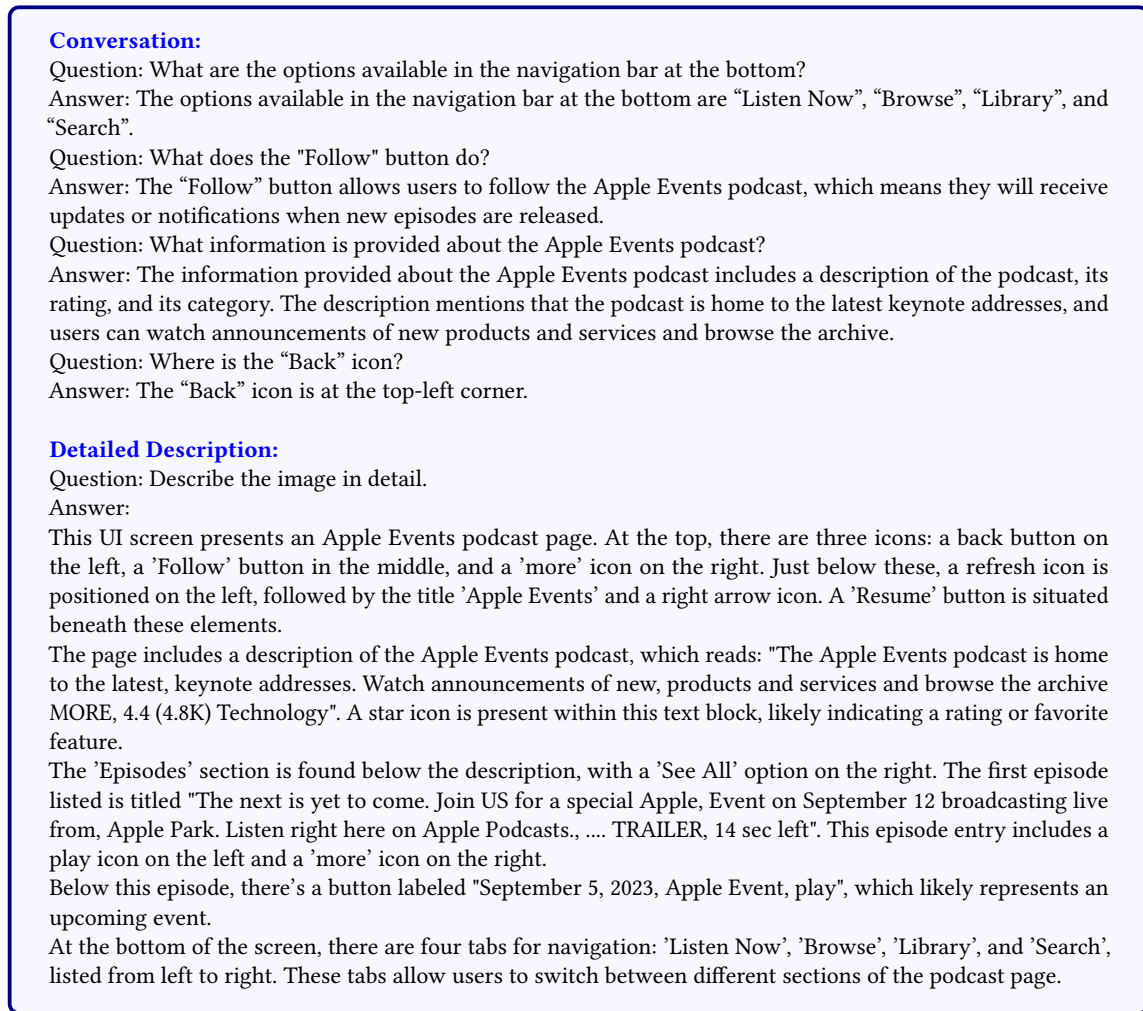 Conversation:
Question: What are the options available in the navigation bar at the bottom?
Answer: The options available in the navigation bar at the bottom are “Listen Now”, “Browse”, “Library”, and
“Search”.
Question: What does the "Follow" button do?
Answer: The “Follow” button allows users to follow the Apple Events podcast, which means they will receive
updates or notifications when new episodes are released.
Question: What information is provided about the Apple Events podcast?
Answer: The information provided about the Apple Events podcast includes a description of the podcast, its
rating, and its category. The description mentions that the podcast is home to the latest keynote addresses, and
users can watch announcements of new products and services and browse the archive.
Question: Where is the “Back” icon?
Answer: The “Back” icon is at the top-left corner.
Detailed Description:
Question: Describe the image in detail.
Answer:
This UI screen presents an Apple Events podcast page. At the top, there are three icons: a back button on
the left, a ’Follow’ button in the middle, and a ’more’ icon on the right. Just below these, a refresh icon is
positioned on the left, followed by the title ’Apple Events’ and a right arrow icon. A ’Resume’ button is situated
beneath these elements.
The page includes a description of the Apple Events podcast, which reads: "The Apple Events podcast is home
to the latest, keynote addresses. Watch announcements of new, products and services and browse the archive
MORE, 4.4 (4.8K) Technology". A star icon is present within this text block, likely indicating a rating or favorite
feature.
The ’Episodes’ section is found below the description, with a ’See All’ option on the right. The first episode
listed is titled "The next is yet to come. Join US for a special Apple, Event on September 12 broadcasting live
from, Apple Park. Listen right here on Apple Podcasts., .... TRAILER, 14 sec left". This episode entry includes a
play icon on the left and a ’more’ icon on the right.
Below this episode, there’s a button labeled "September 5, 2023, Apple Event, play", which likely represents an
upcoming event.
At the bottom of the screen, there are four tabs for navigation: ’Listen Now’, ’Browse’, ’Library’, and ’Search’,
listed from left to right. These tabs allow users to switch between different sections of the podcast page.